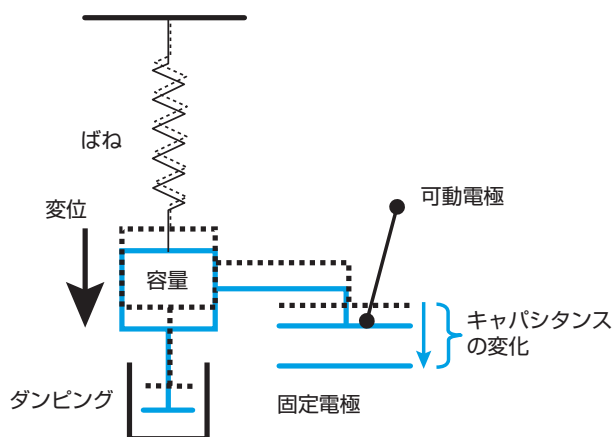 ばね
変位
可動電極
容量
キャパシタンス
の変化
ダンピング
固定電極